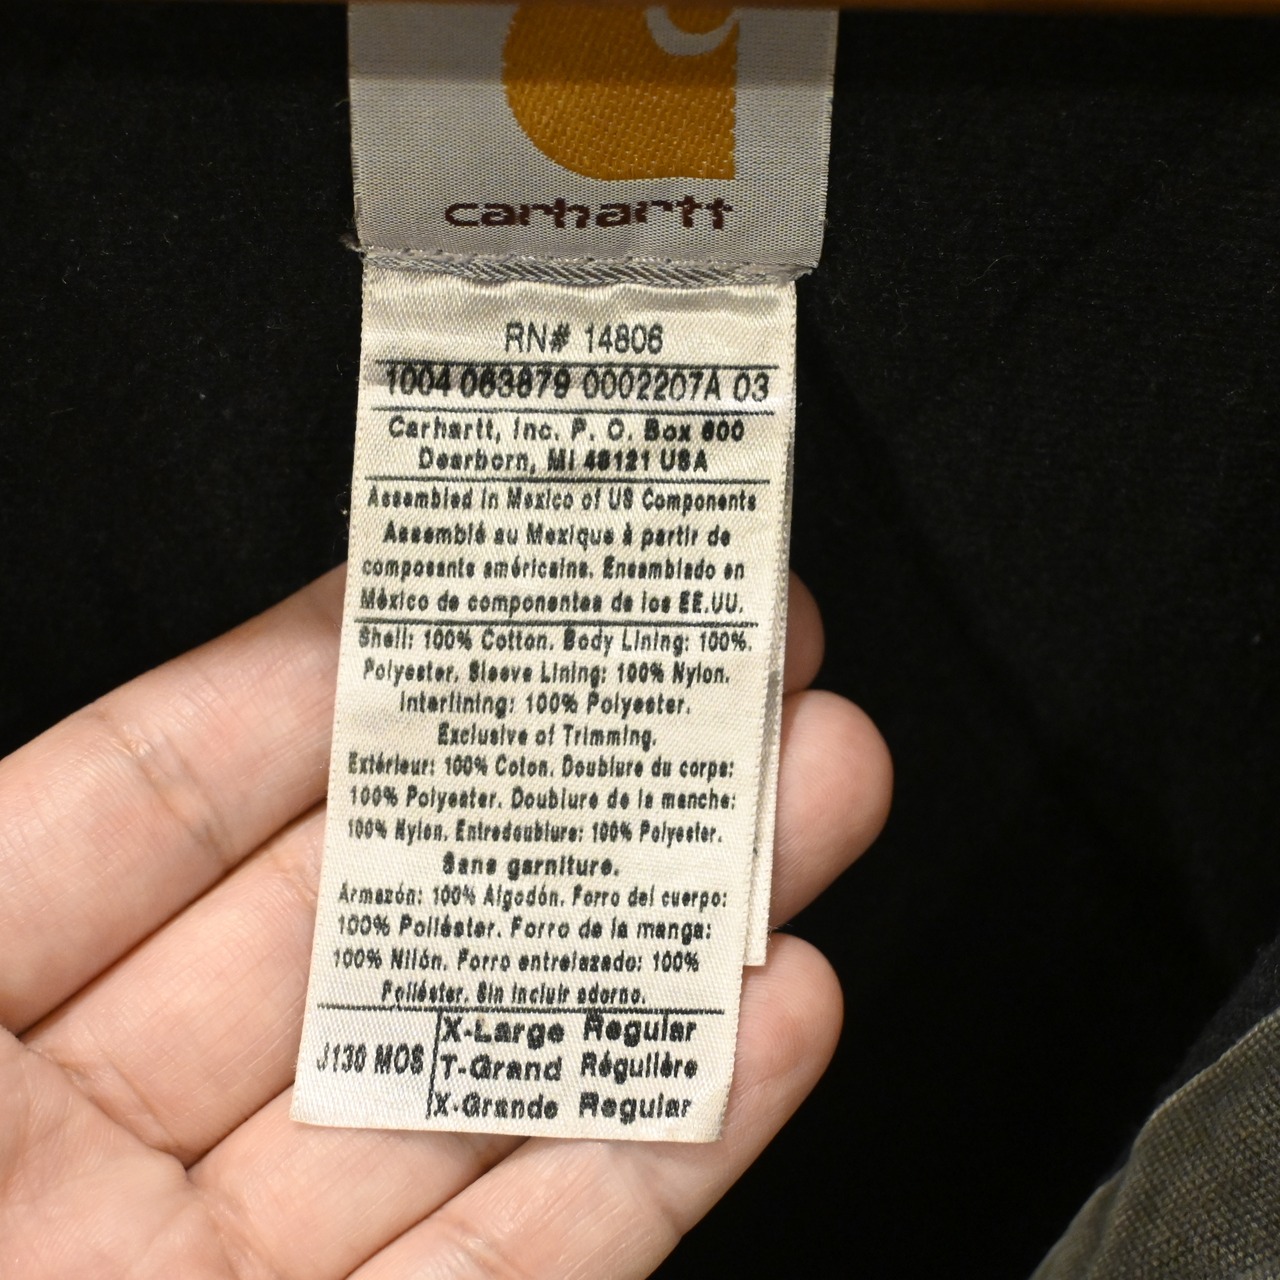 carhartt
RN# 14806
1004 063879 0002207A 03
Carhartt, Inc. P. O. Box 600
Dearborn, MI 48121 USA
Assembled in Mexico of US Components
Assemblé au Mexique à partir de
composants américains. Ensamblado en
México de componentes de los EE.UU.
Shell: 100% Cotton. Body Lining: 100%.
Polyester. Sleeve Lining: 100% Nylon.
Interlining: 100% Polyester.
Exclusive of Trimming.
Extérieur: 100% Coton. Doublure du corps:
100% Polyester. Doublure de la manche:
100% Nylon. Entredoublure: 100% Polyester.
Sans garniture.
Armazón: 100% Algodón. Forro del cuerpo:
100% Poliéster. Forro de la manga:
100% Nilón. Forro entrelazado: 100%
Poliéster. Sin incluir adorno.
J130 MOS
X-Large Regular
T-Grand Régulière
X-Grande Regular